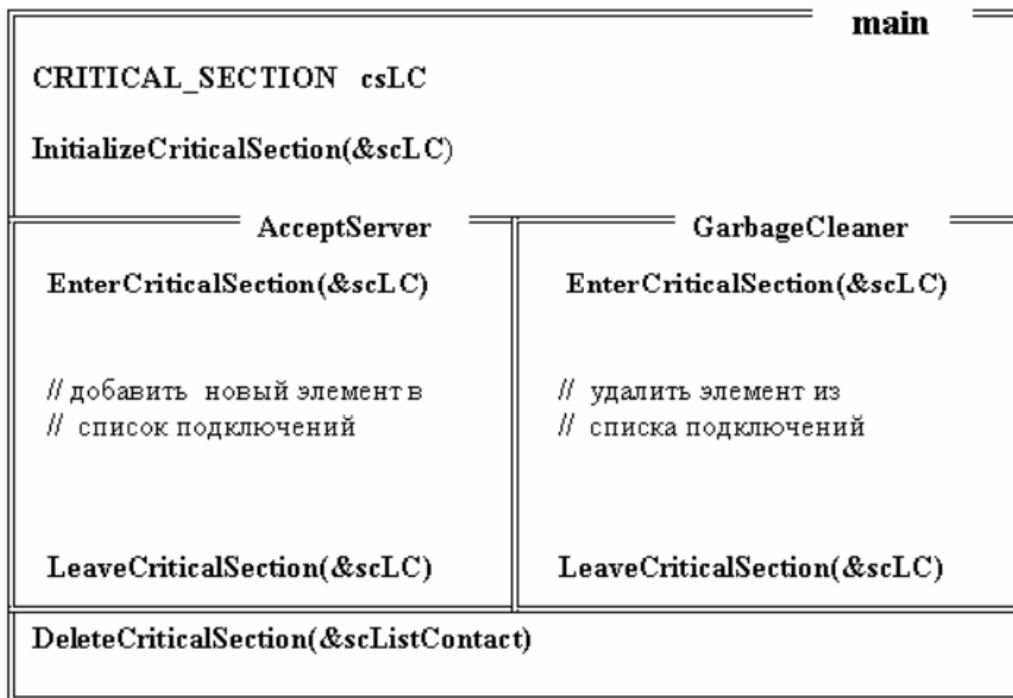 main
CRITICAL_SECTION csLC
InitializeCriticalSection(&scLC)
AcceptServer
EnterCriticalSection(&scLC)
// добавить новый элемент в
// список подключений
LeaveCriticalSection(&scLC)
GarbageCleaner
EnterCriticalSection(&scLC)
// удалить элемент из
// списка подключений
LeaveCriticalSection(&scLC)
DeleteCriticalSection(&scListContact)